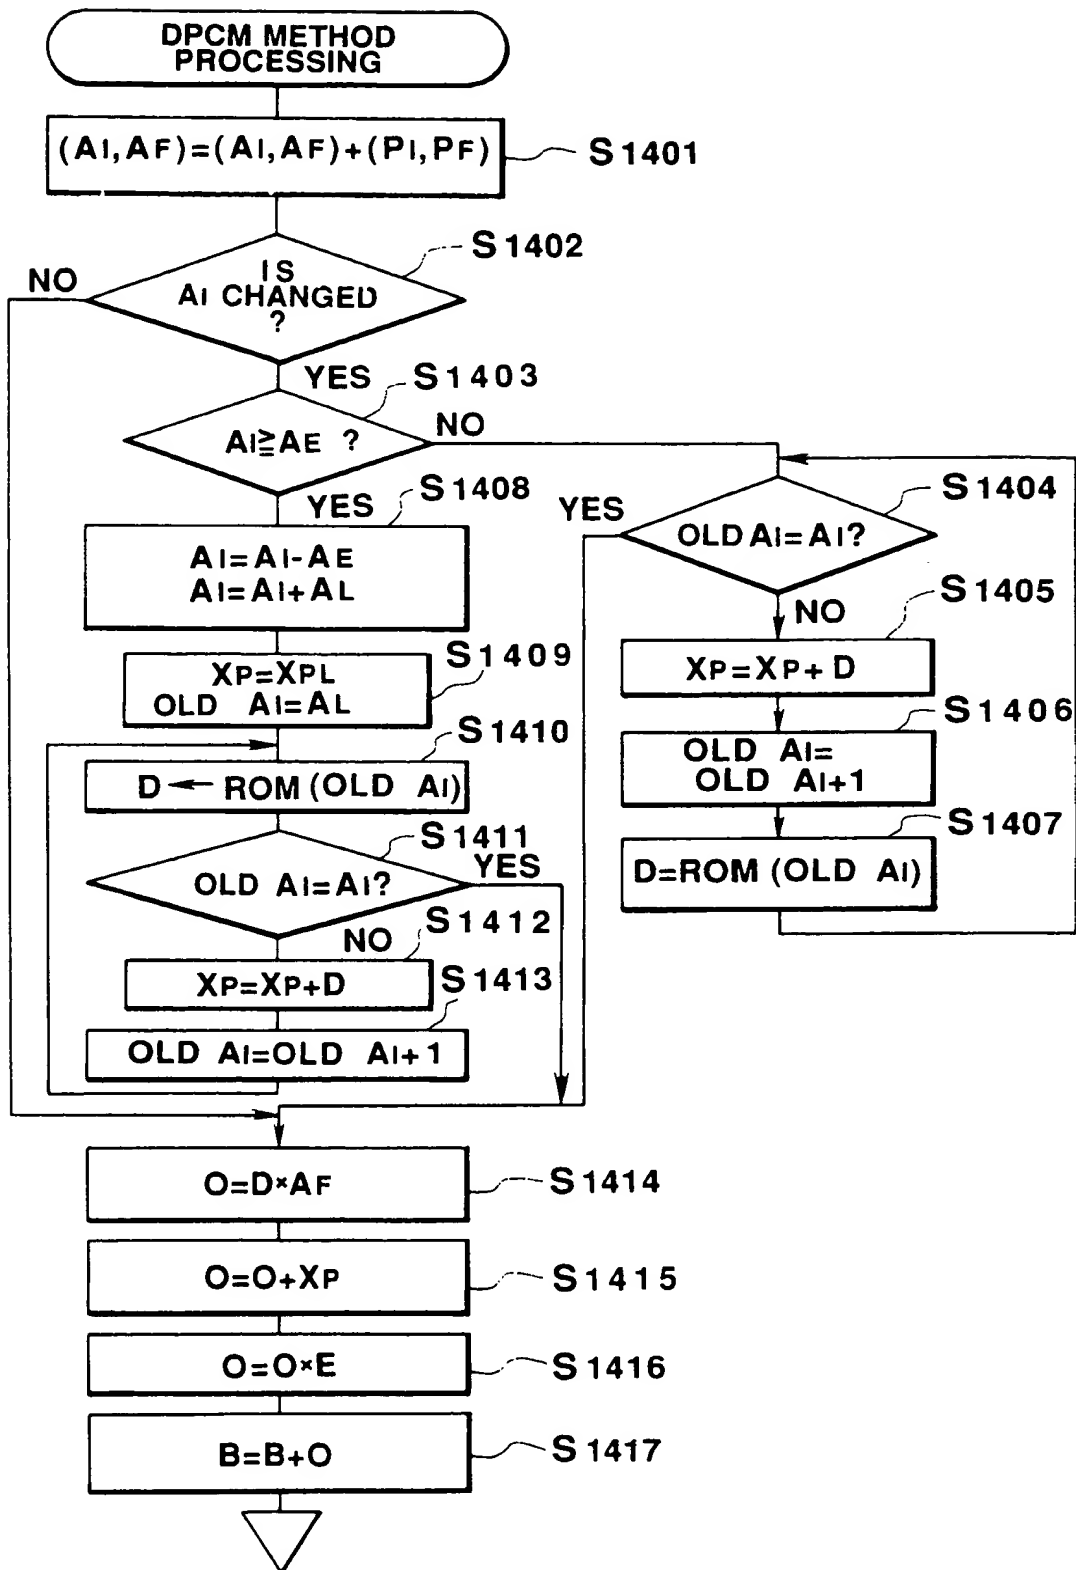 DPCM METHOD
PROCESSING
(AI,AF)=(AI,AF)+(PI,PF)
S1401
S1402
NO
IS
AI CHANGED
?
YES
S1403
AI≧AE ?
NO
S1408
YES
AI=AI-AE
AI=AI+AL
S1404
YES
OLD AI=AI?
NO
S1405
XP=XP+D
S1406
OLD AI=
OLD AI+1
S1407
D=ROM (OLD AI)
S1409
XP=XPL
OLD AI=AL
S1410
D←ROM (OLD AI)
S1411
YES
OLD AI=AI?
NO
S1412
XP=XP+D
S1413
OLD AI=OLD AI+1
O=D×AF
S1414
O=O+XP
S1415
O=O×E
S1416
B=B+O
S1417